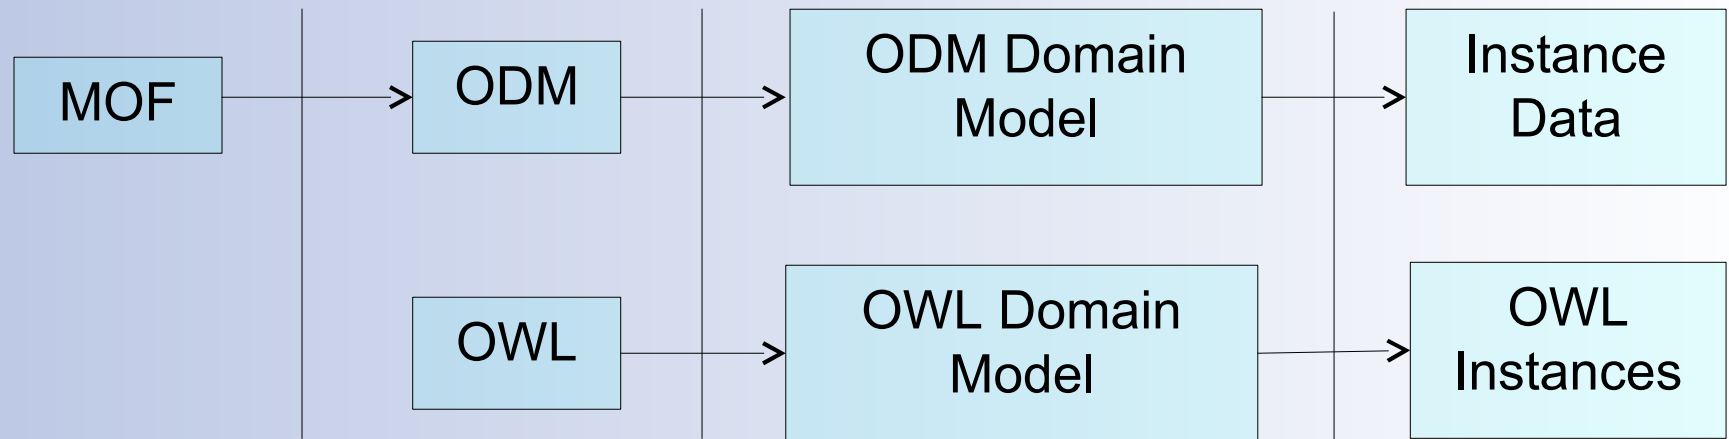 MOF
ODM
ODM Domain
Model
Instance
Data
OWL
OWL Domain
Model
OWL
Instances